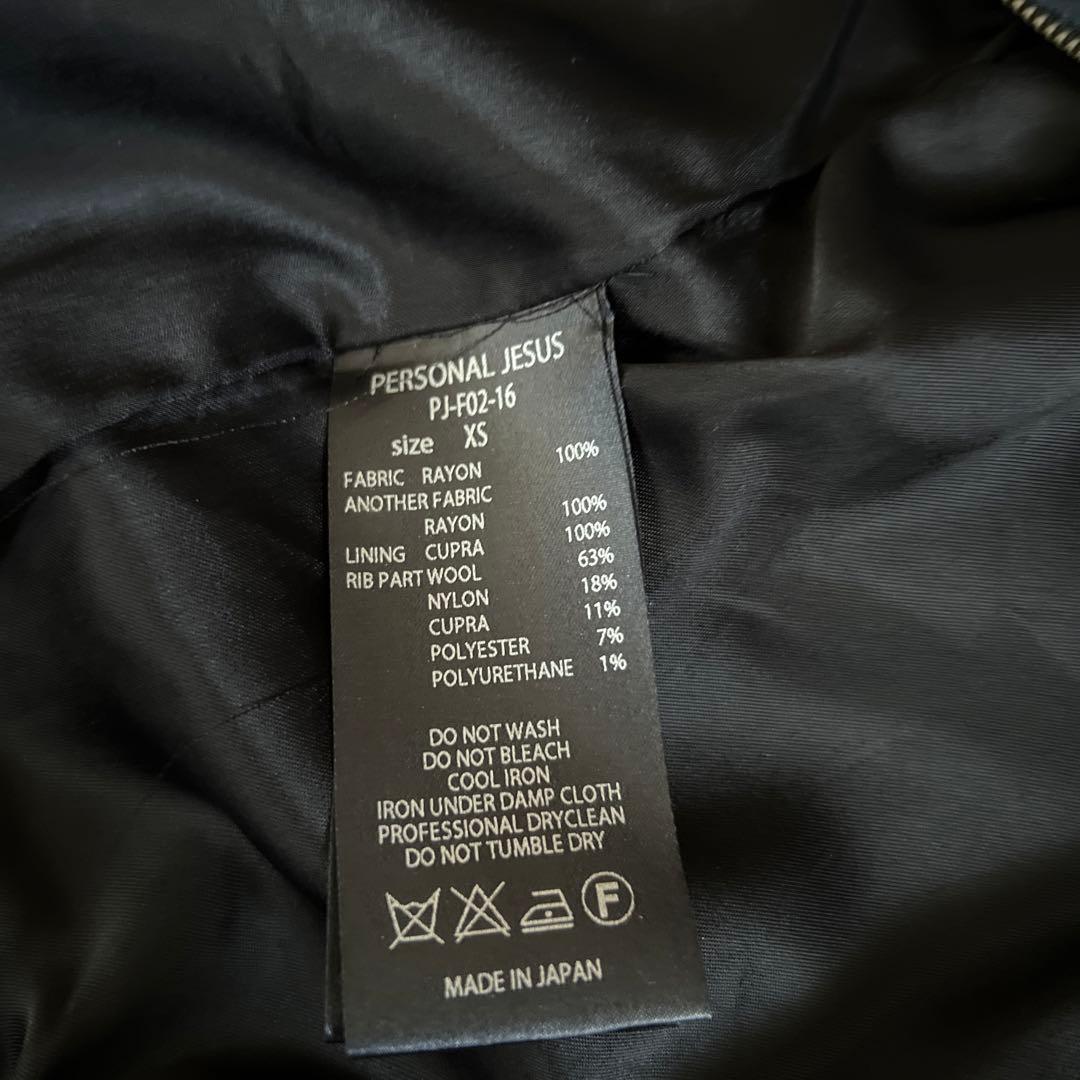 PERSONAL JESUS
PJ-F02-16
size XS
FABRIC RAYON 100%
ANOTHER FABRIC
RAYON 100%
LINING CUPRA 100%
RIB PART WOOL 63%
NYLON 18%
CUPRA 11%
POLYESTER 7%
POLYURETHANE 1%
DO NOT WASH
DO NOT BLEACH
COOL IRON
IRON UNDER DAMP CLOTH
PROFESSIONAL DRYCLEAN
DO NOT TUMBLE DRY
F
MADE IN JAPAN